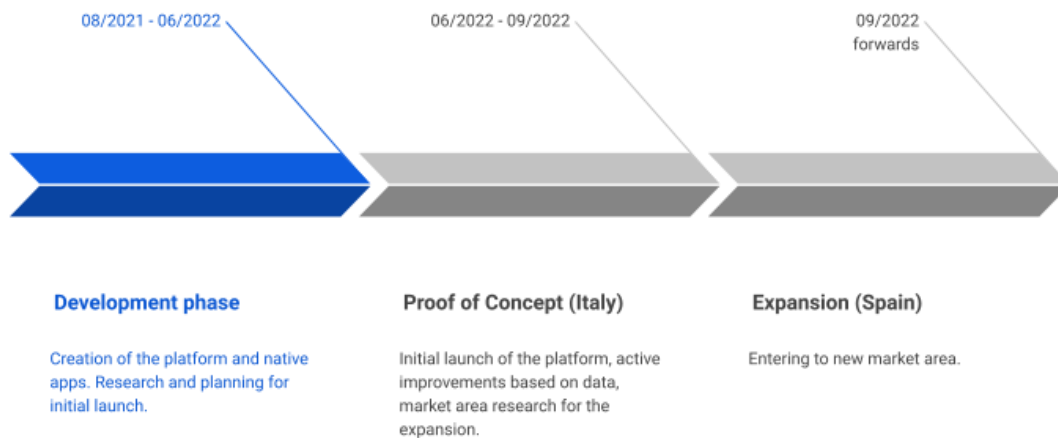 08/2021 - 06/2022
06/2022 - 09/2022
09/2022
forwards
Development phase
Creation of the platform and native
apps. Research and planning for
initial launch.
Proof of Concept (Italy)
Initial launch of the platform, active
improvements based on data,
market area research for the
expansion.
Expansion (Spain)
Entering to new market area.